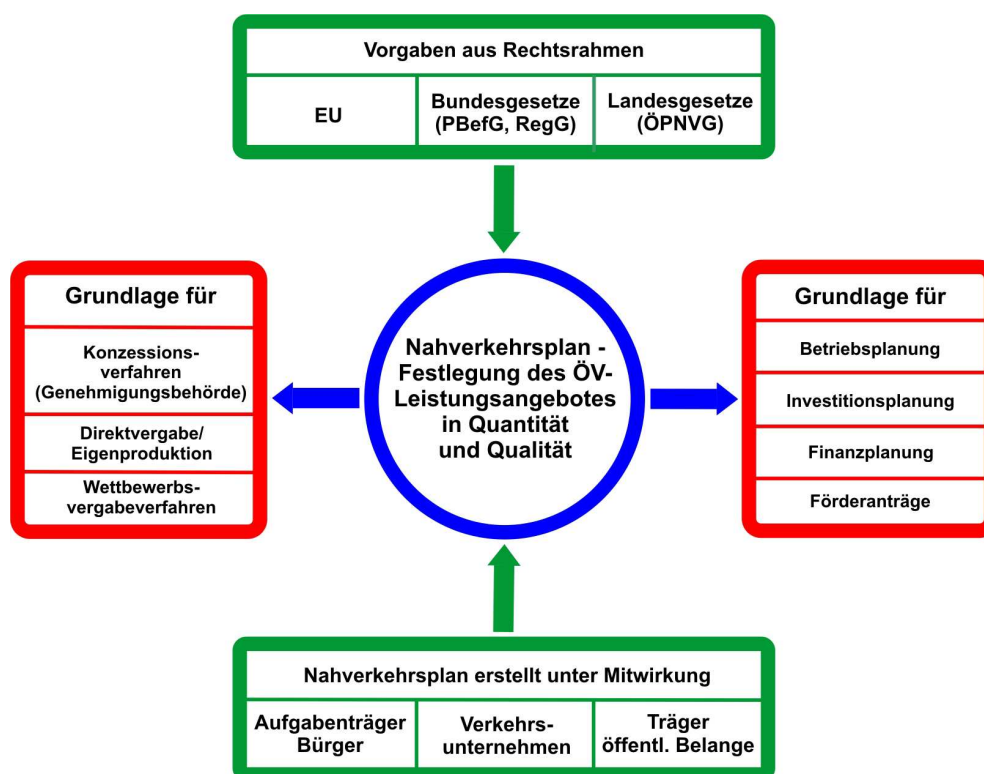 Vorgaben aus Rechtsrahmen
EU
Bundesgesetze
(PBefG, RegG)
Landesgesetze
(ÖPNVG)
Grundlage für
Konzessions-
verfahren
(Genehmigungsbehörde)
Direktvergabe/
Eigenproduktion
Wettbewerbs-
vergabeverfahren
Nahverkehrsplan -
Festlegung des ÖV-
Leistungsangebotes
in Quantität
und Qualität
Grundlage für
Betriebsplanung
Investitionsplanung
Finanzplanung
Förderanträge
Nahverkehrsplan erstellt unter Mitwirkung
Aufgabenträger
Bürger
Verkehrs-
unternehmen
Träger
öffentl. Belange